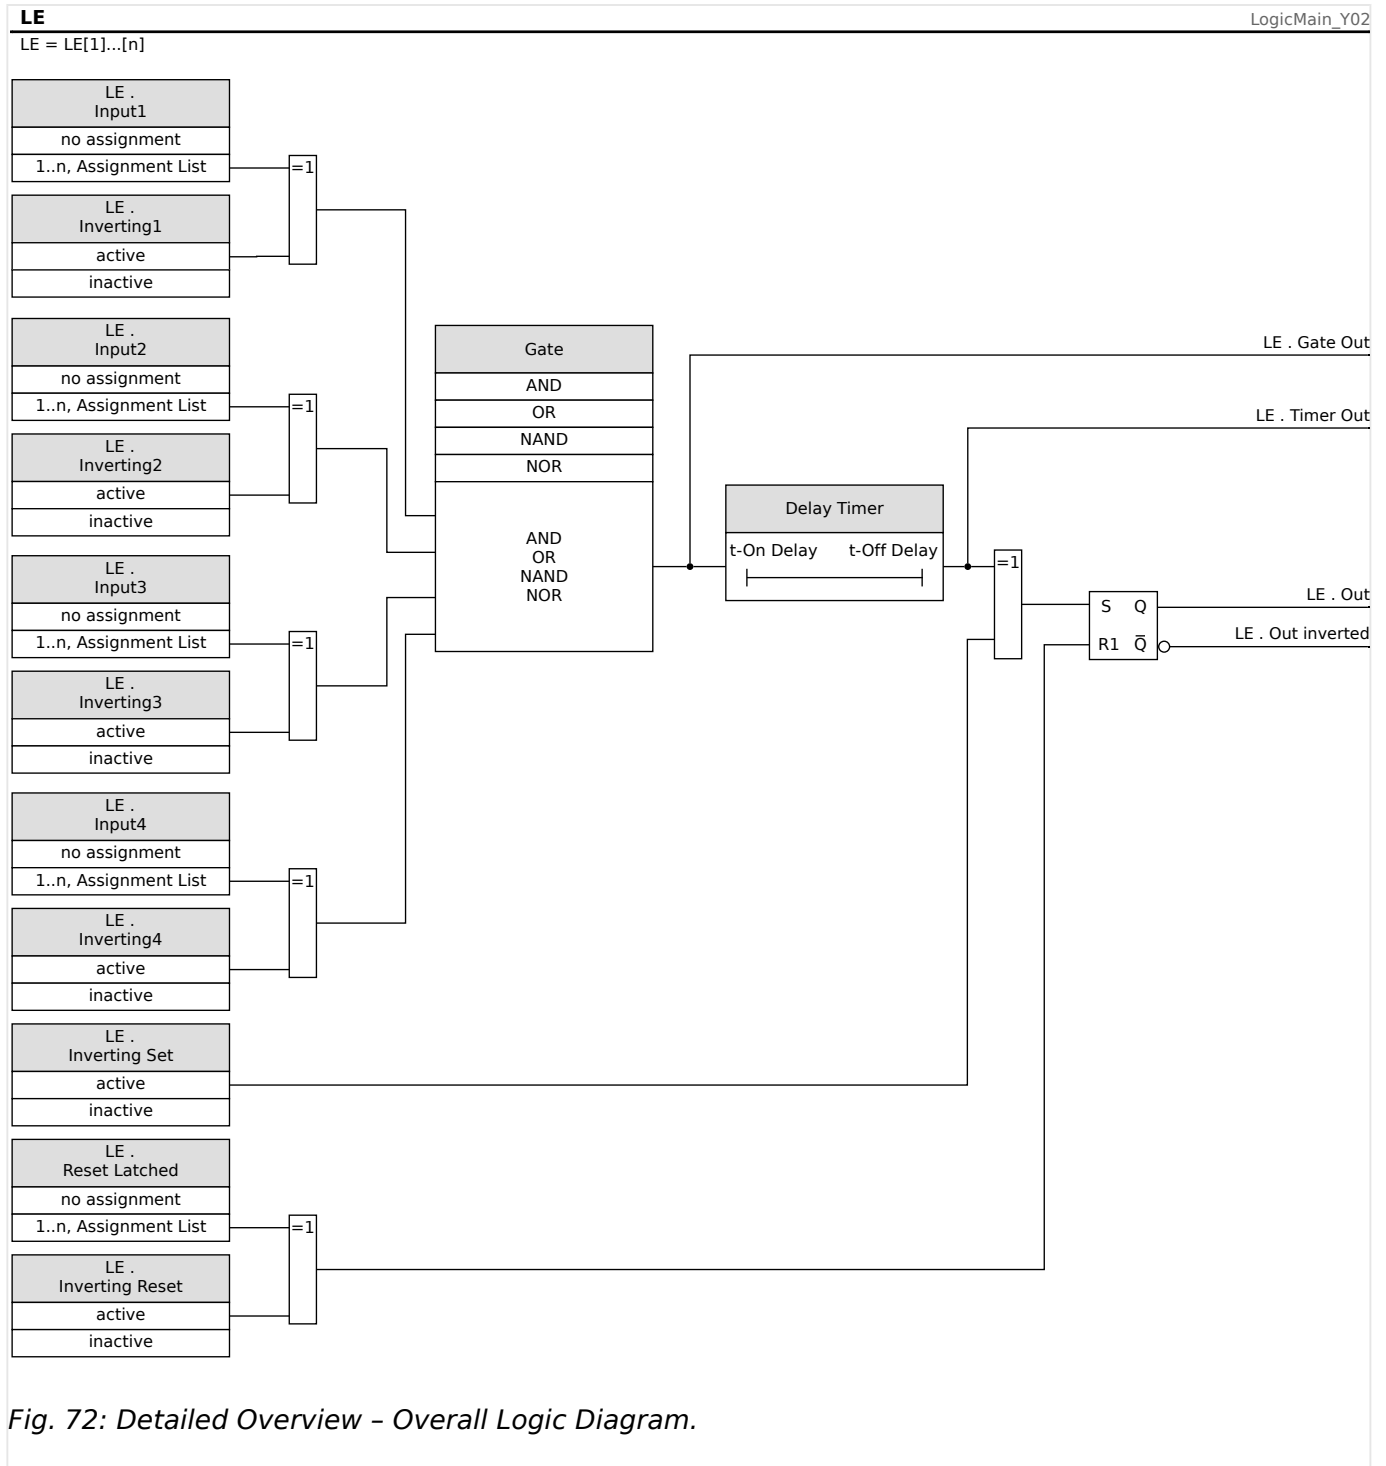 LE
LogicMain_Y02
LE = LE[1]...[n]
LE .
Input1
no assignment
1..n, Assignment List
=1
LE .
Inverting1
active
inactive
LE .
Input2
no assignment
1..n, Assignment List
=1
LE .
Inverting2
active
inactive
LE .
Input3
no assignment
1..n, Assignment List
=1
LE .
Inverting3
active
inactive
LE .
Input4
no assignment
1..n, Assignment List
=1
LE .
Inverting4
active
inactive
LE .
Inverting Set
active
inactive
LE .
Reset Latched
no assignment
1..n, Assignment List
=1
LE .
Inverting Reset
active
inactive
Gate
AND
OR
NAND
NOR
AND
OR
NAND
NOR
Delay Timer
t-On Delay t-Off Delay
=1
S Q
R1 Q̅
LE . Gate Out
LE . Timer Out
LE . Out
LE . Out inverted
Fig. 72: Detailed Overview – Overall Logic Diagram.